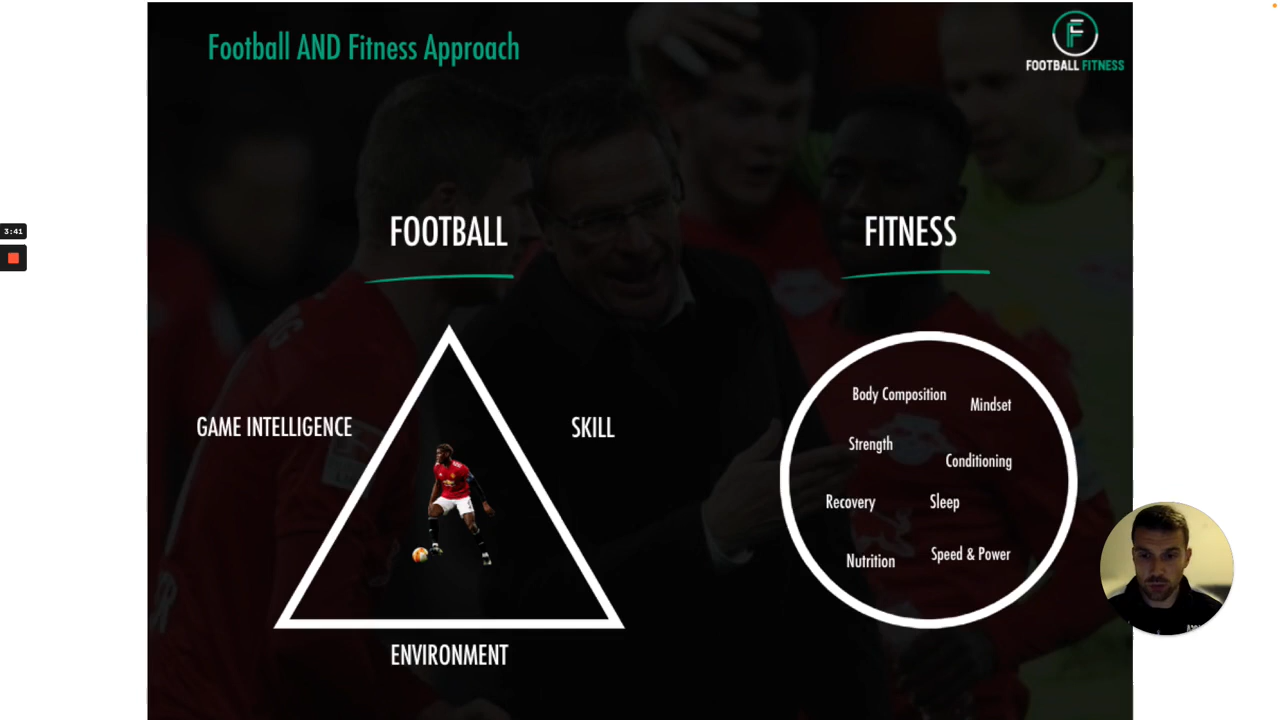 Football AND Fitness Approach
F
FOOTBALL FITNESS
3:41
FOOTBALL
FITNESS
GAME INTELLIGENCE
SKILL
ENVIRONMENT
Body Composition
Mindset
Strength
Conditioning
Recovery
Sleep
Nutrition
Speed & Power